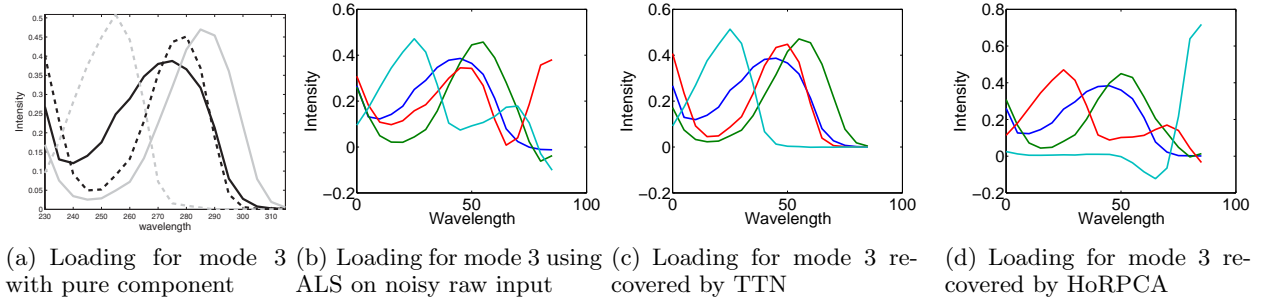 0.5
0.45
0.4
0.35
0.3
0.25
0.2
0.15
0.1
0.05
0
Intensity
230 240 250 260 270 280 290 300 310
wavelength
0.6
0.4
0.2
0
−0.2
Intensity
0 50 100
Wavelength
0.6
0.4
0.2
0
−0.2
Intensity
0 50 100
Wavelength
0.8
0.6
0.4
0.2
0
−0.2
Intensity
0 50 100
Wavelength
(a) Loading for mode 3
with pure component
(b) Loading for mode 3 using
ALS on noisy raw input
(c) Loading for mode 3 re-
covered by TTN
(d) Loading for mode 3 re-
covered by HoRPCA